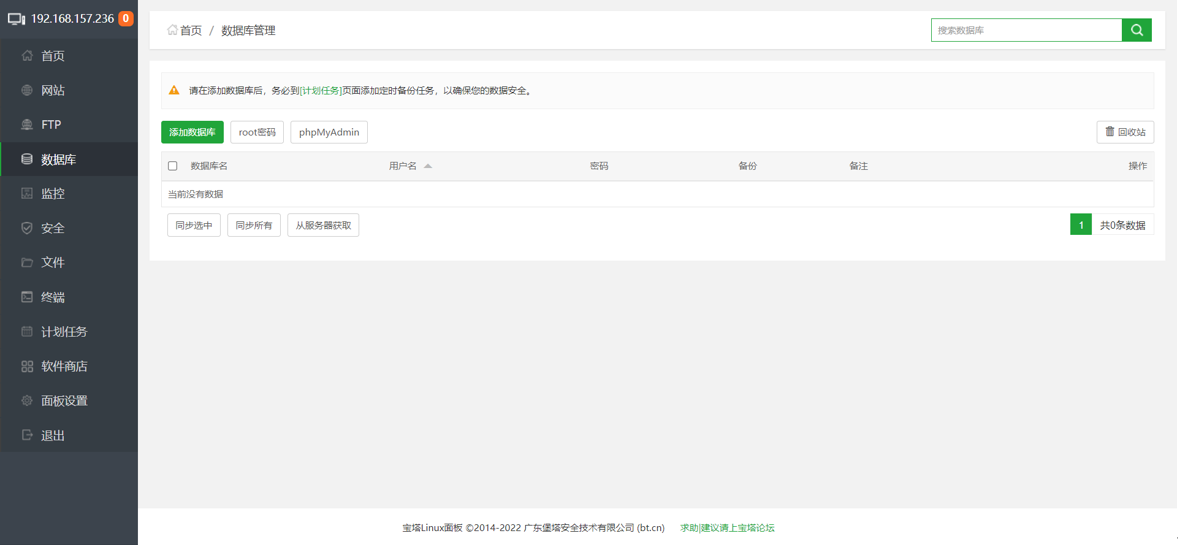 192.168.157.236 0
首页
网站
FTP
数据库
监控
安全
文件
终端
计划任务
软件商店
面板设置
退出
首页 / 数据库管理
搜索数据库
请在添加数据库后，务必到[计划任务]页面添加定时备份任务，以确保您的数据安全。
添加数据库 root密码 phpMyAdmin 回收站
数据库名 用户名 密码 备份 备注 操作
当前没有数据
同步选中 同步所有 从服务器获取 1 共0条数据
宝塔Linux面板 ©2014-2022 广东堡塔安全技术有限公司 (bt.cn) 求助|建议请上宝塔论坛